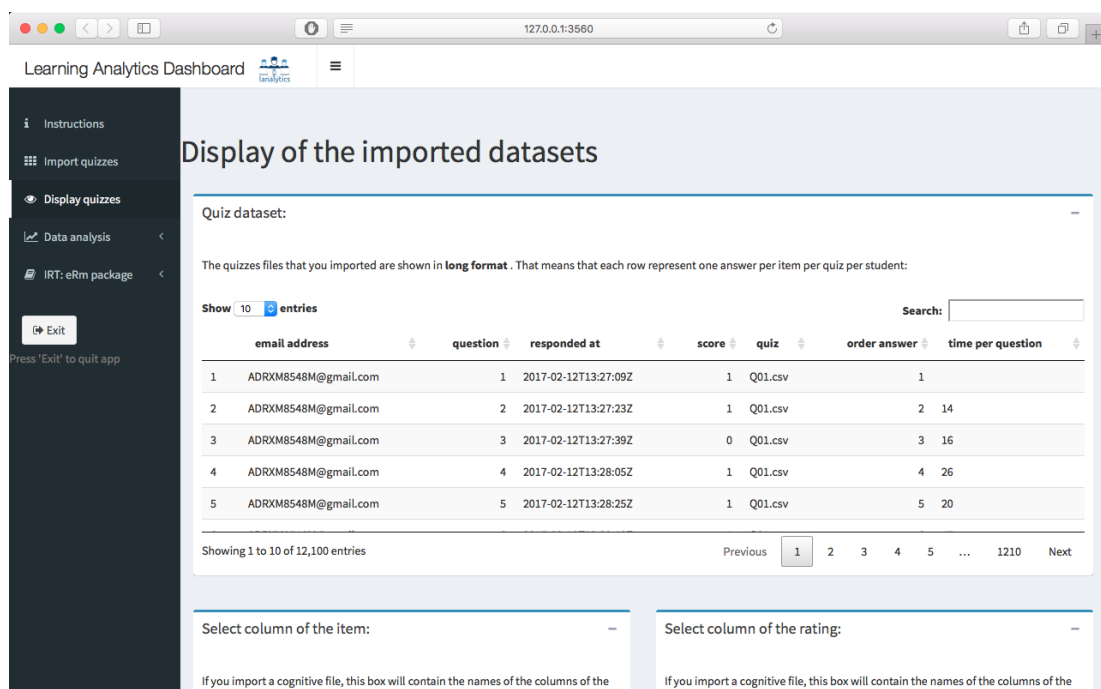 127.0.0.1:3560
Learning Analytics Dashboard
lanalytics
Instructions
Import quizzes
Display quizzes
Data analysis
IRT: eRm package
Exit
Press 'Exit' to quit app
Display of the imported datasets
Quiz dataset:
The quizzes files that you imported are shown in long format . That means that each row represent one answer per item per quiz per student:
Show 10 entries Search:
email address question responded at score quiz order answer time per question
1 ADRXM8548M@gmail.com 1 2017-02-12T13:27:09Z 1 Q01.csv 1
2 ADRXM8548M@gmail.com 2 2017-02-12T13:27:23Z 1 Q01.csv 2 14
3 ADRXM8548M@gmail.com 3 2017-02-12T13:27:39Z 0 Q01.csv 3 16
4 ADRXM8548M@gmail.com 4 2017-02-12T13:28:05Z 1 Q01.csv 4 26
5 ADRXM8548M@gmail.com 5 2017-02-12T13:28:25Z 1 Q01.csv 5 20
Showing 1 to 10 of 12,100 entries Previous 1 2 3 4 5 ... 1210 Next
Select column of the item:
If you import a cognitive file, this box will contain the names of the columns of the
Select column of the rating:
If you import a cognitive file, this box will contain the names of the columns of the